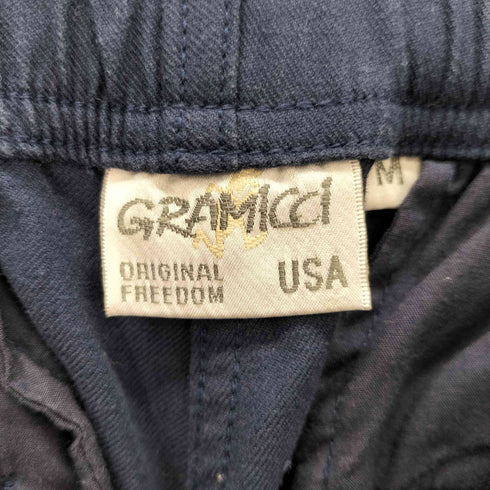 GRAMICCi
ORIGINAL
FREEDOM
USA
M